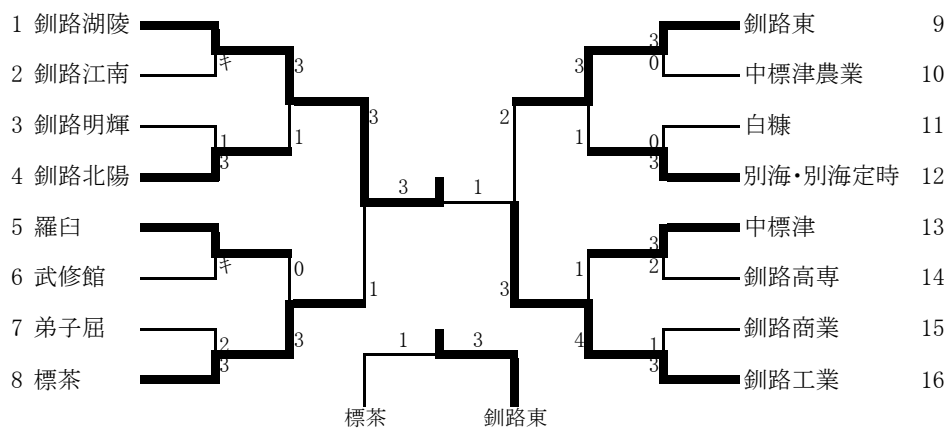 1 釧路湖陵
2 釧路江南
3 釧路明輝
4 釧路北陽
5 羅臼
6 武修館
7 弟子屈
8 標茶
キ
3
1
3
1
3
キ
0
2
3
3
1
3
1
2
3
3
1
1
4
3
0
0
3
3
2
1
3
釧路東 9
中標津農業 10
白糠 11
別海・別海定時 12
中標津 13
釧路高専 14
釧路商業 15
釧路工業 16
1 3
標茶 釧路東